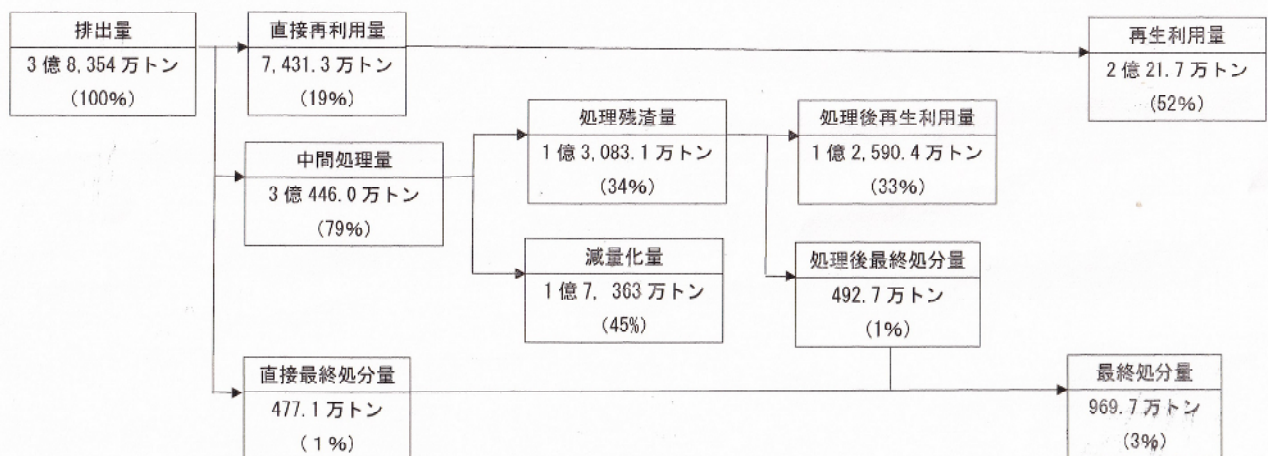 排出量
3億8,354万トン
(100%)
直接再利用量
7,431.3万トン
(19%)
再生利用量
2億21.7万トン
(52%)
中間処理量
3億446.0万トン
(79%)
処理残渣量
1億3,083.1万トン
(34%)
処理後再生利用量
1億2,590.4万トン
(33%)
減量化量
1億7, 363万トン
(45%)
処理後最終処分量
492.7万トン
(1%)
直接最終処分量
477.1万トン
(1%)
最終処分量
969.7万トン
(3%)